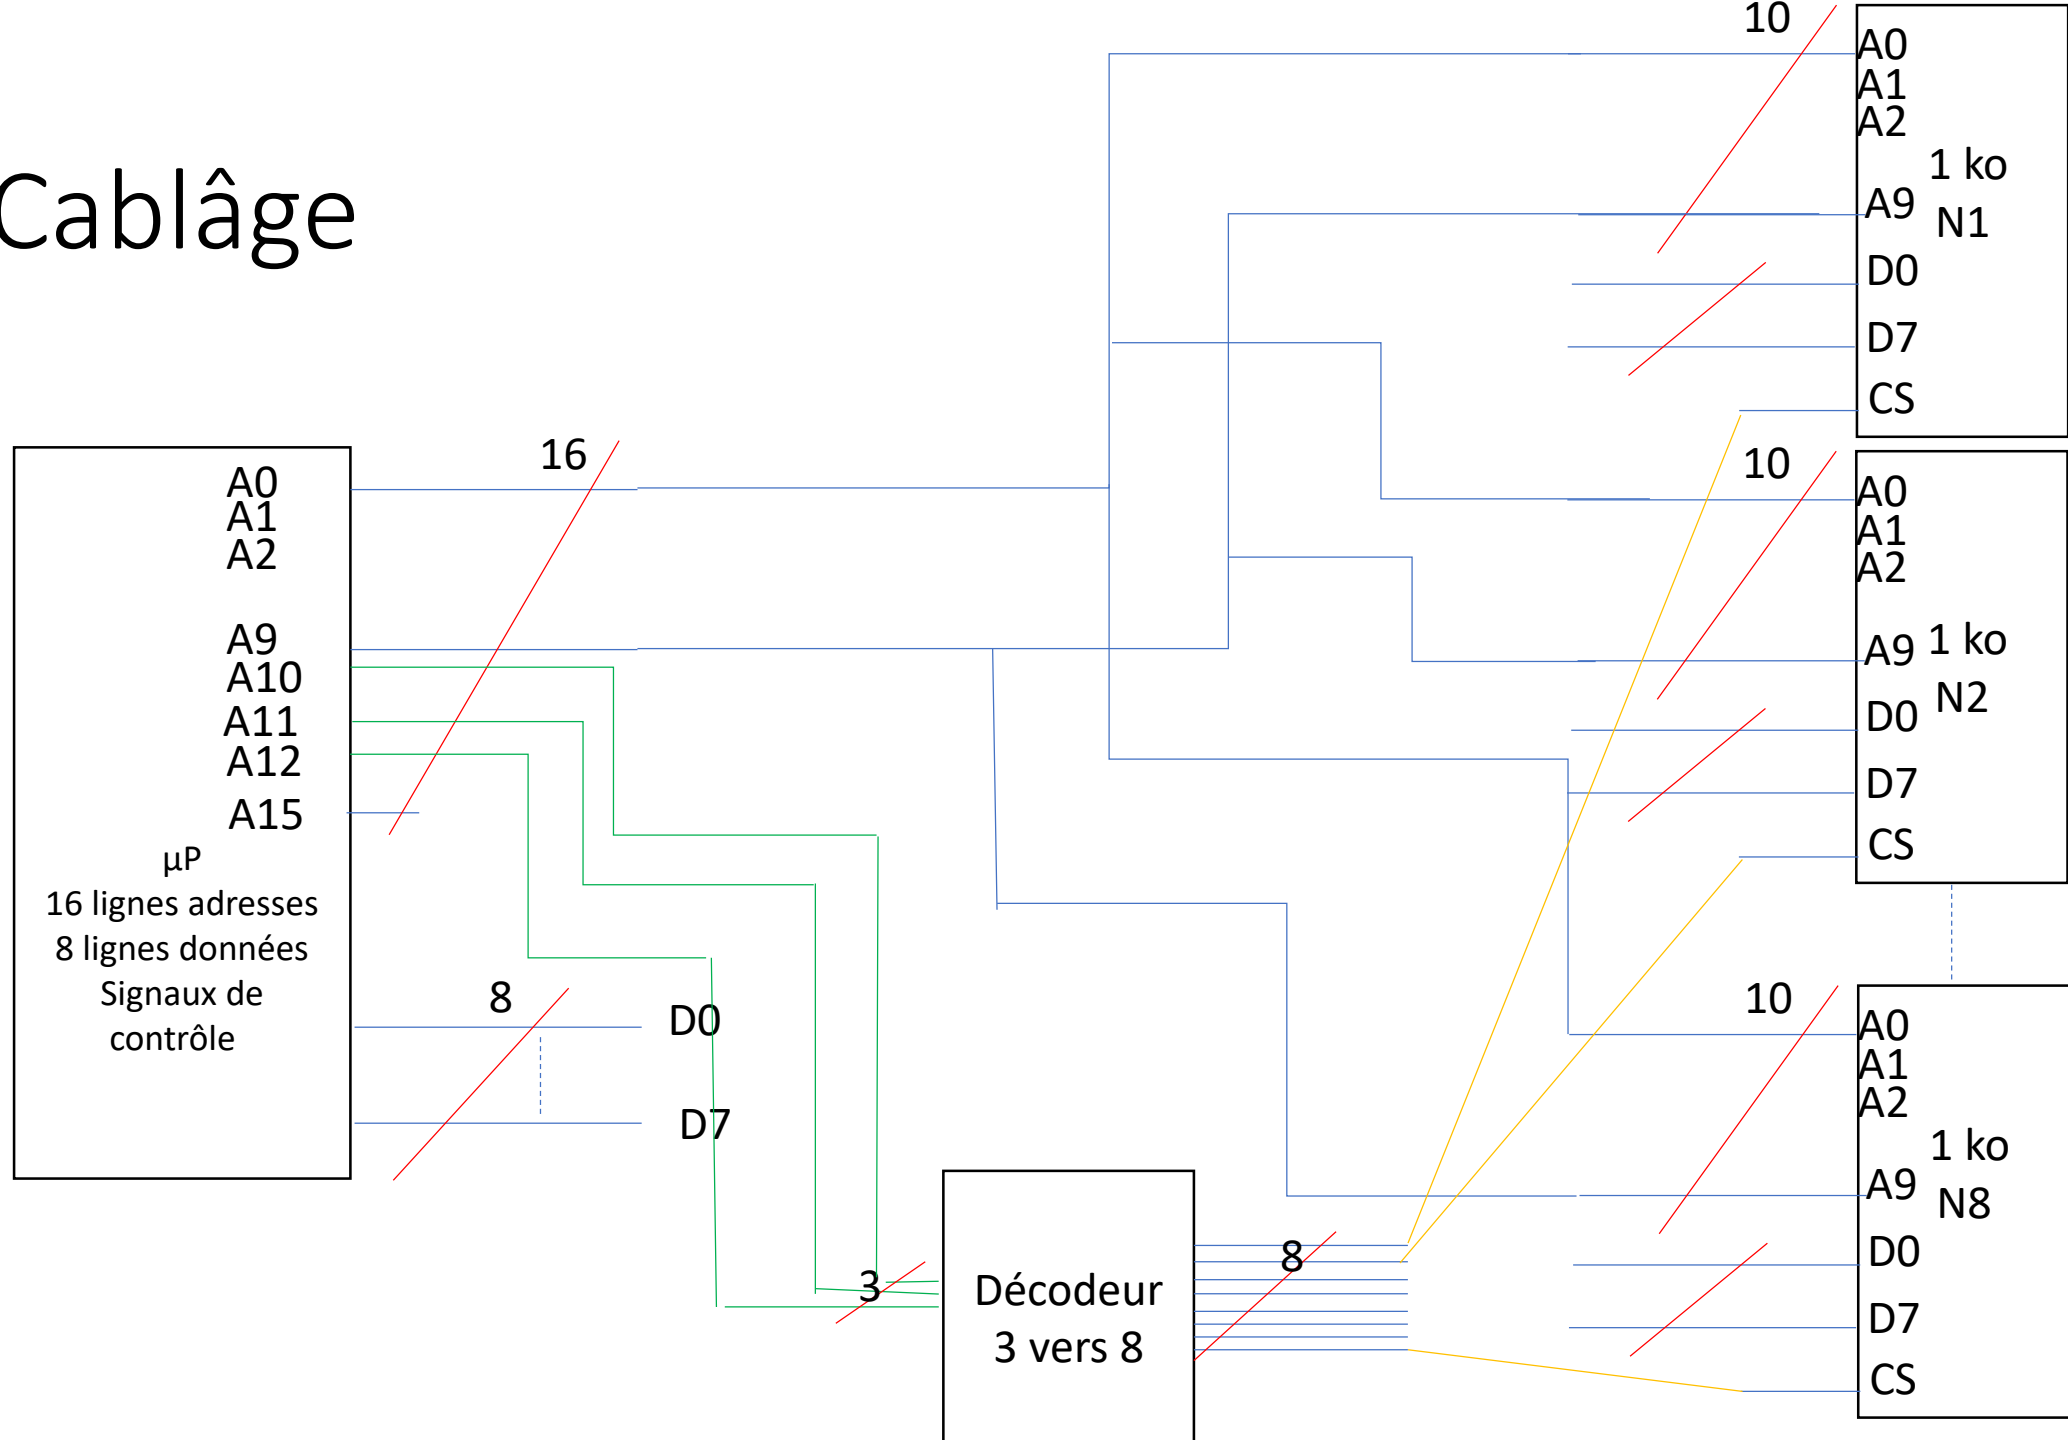 Cablâge
16
A0
A1
A2
A9
A10
A11
A12
A15
µP
16 lignes adresses
8 lignes données
Signaux de
contrôle
8
D0
D7
3
Décodeur
3 vers 8
8
10
A0
A1
A2
1 ko
A9
N1
D0
D7
CS
10
A0
A1
A2
1 ko
A9
N2
D0
D7
CS
10
A0
A1
A2
1 ko
A9
N8
D0
D7
CS